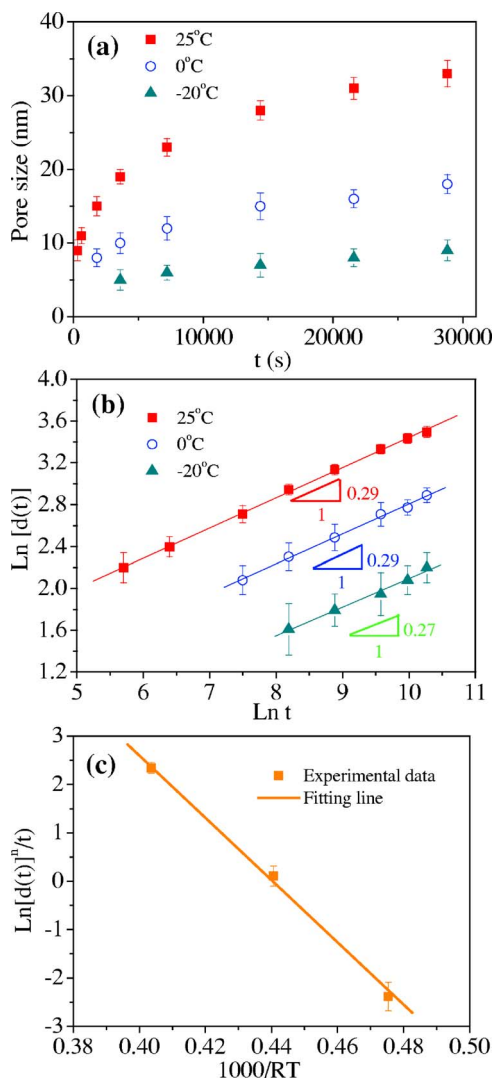 (a)
25°C
0°C
-20°C
40
30
20
10
0
Pore size (nm)
0 10000 20000 30000
t (s)
(b)
25°C
0°C
-20°C
4.0
3.6
3.2
2.8
2.4
2.0
1.6
1.2
Ln [d(t)]
0.29
1
0.29
1
0.27
1
5 6 7 8 9 10 11
Ln t
(c)
Experimental data
Fitting line
3
2
1
0
-1
-2
-3
Ln[d(t)]ⁿ/t)
0.38 0.40 0.42 0.44 0.46 0.48 0.50
1000/RT